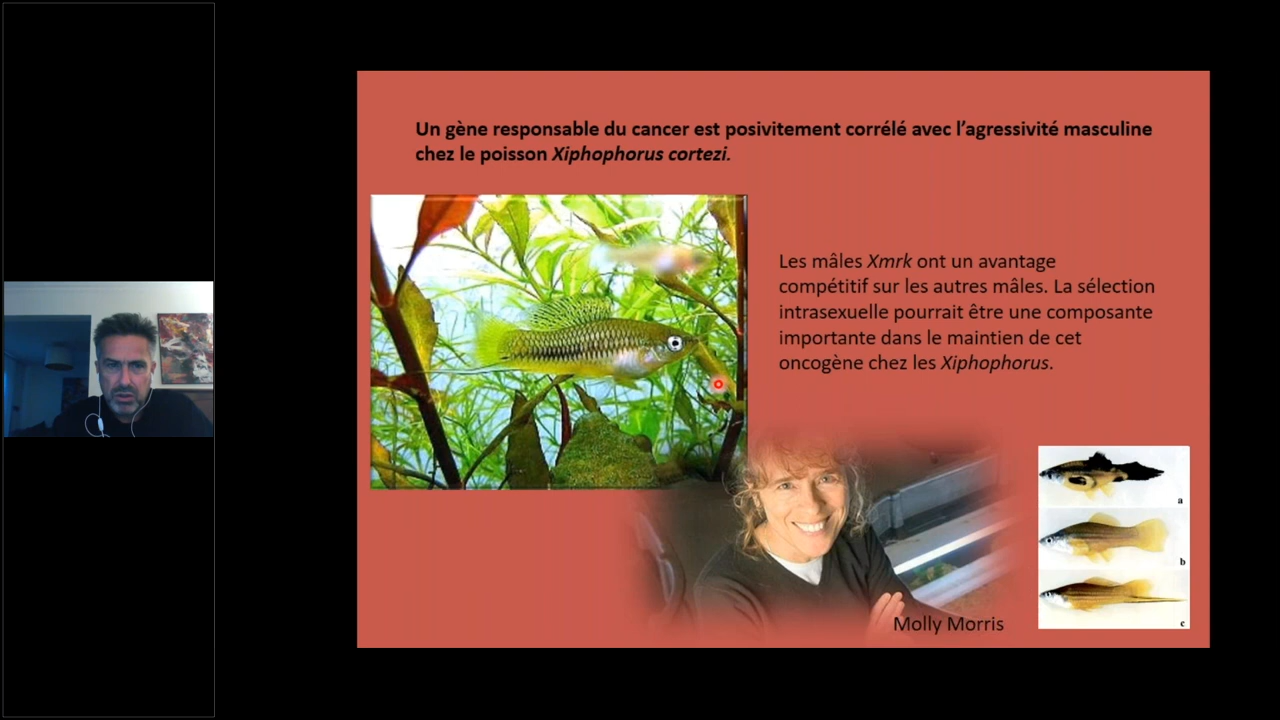 Un gène responsable du cancer est posivitement corrélé avec l’agressivité masculine
chez le poisson Xiphophorus cortezi.
Les mâles Xmrk ont un avantage
compétitif sur les autres mâles. La sélection
intrasexuelle pourrait être une composante
importante dans le maintien de cet
oncogène chez les Xiphophorus.
a
b
c
Molly Morris